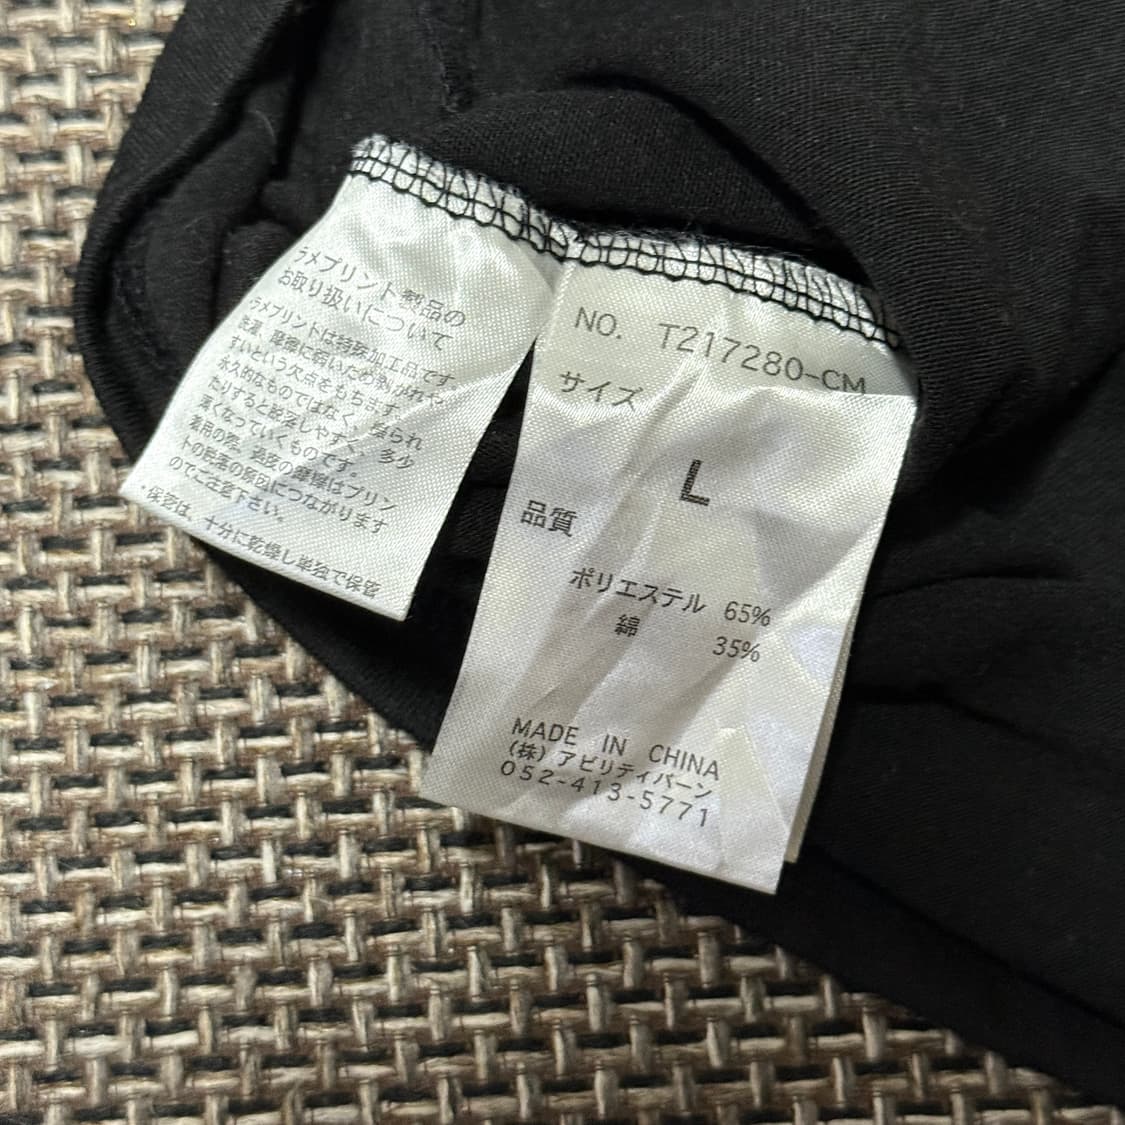 ラメプリント製品の
お取り扱いについて
ラメプリントは特殊加工品です
洗濯、摩擦に弱いため剥がれや
すいという欠点をもちます。
永久的なものではなく、擦られ
たりすると脱落しやすく、多少
薄くなっていくものです。
着用の際、過度の摩擦はプリン
トの脱落の原因につながります
のでご注意下さい。
・保管は、十分に乾燥し単独で保管
NO. T217280-CM
サイズ
L
品質
ポリエステル 65%
綿 35%
MADE IN CHINA
(株)アビリティバーン
052-413-5771